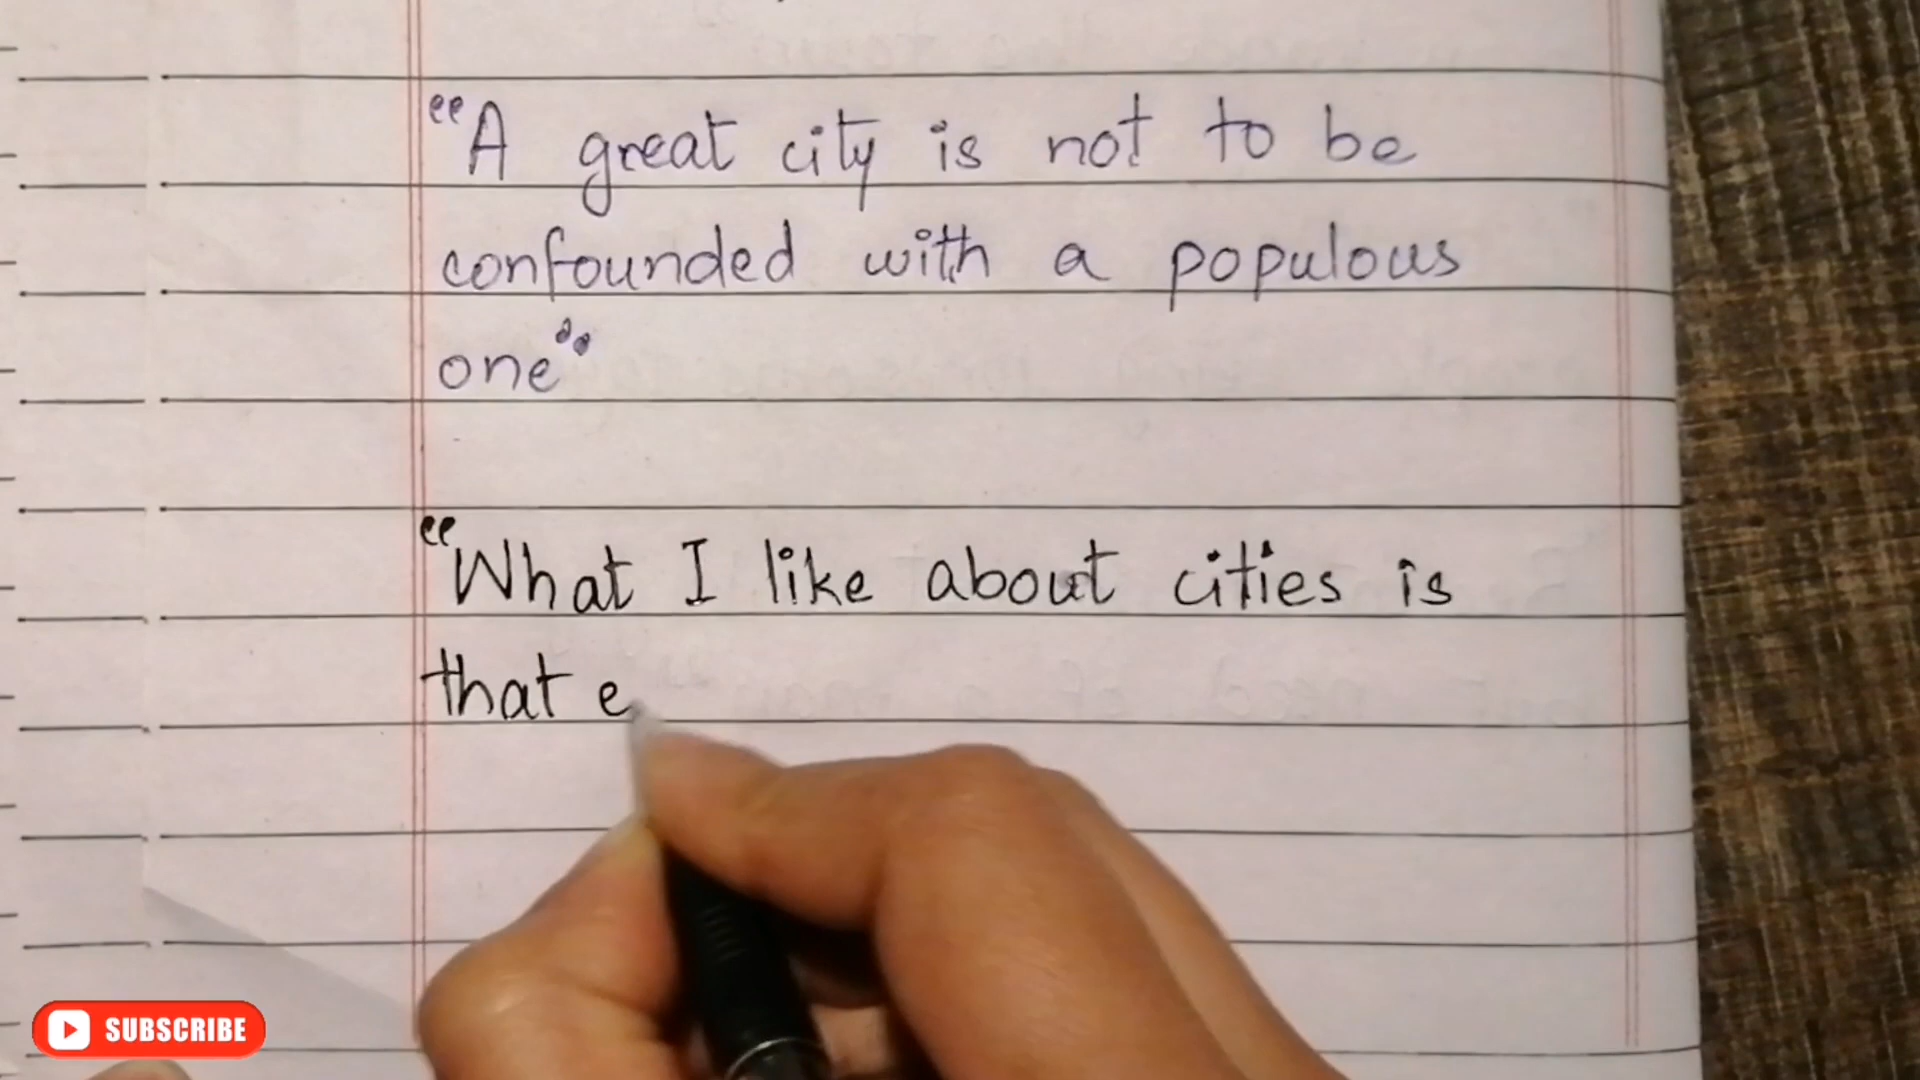 “A great city is not to be
confounded with a populous
one”
“What I like about cities is
that e
SUBSCRIBE